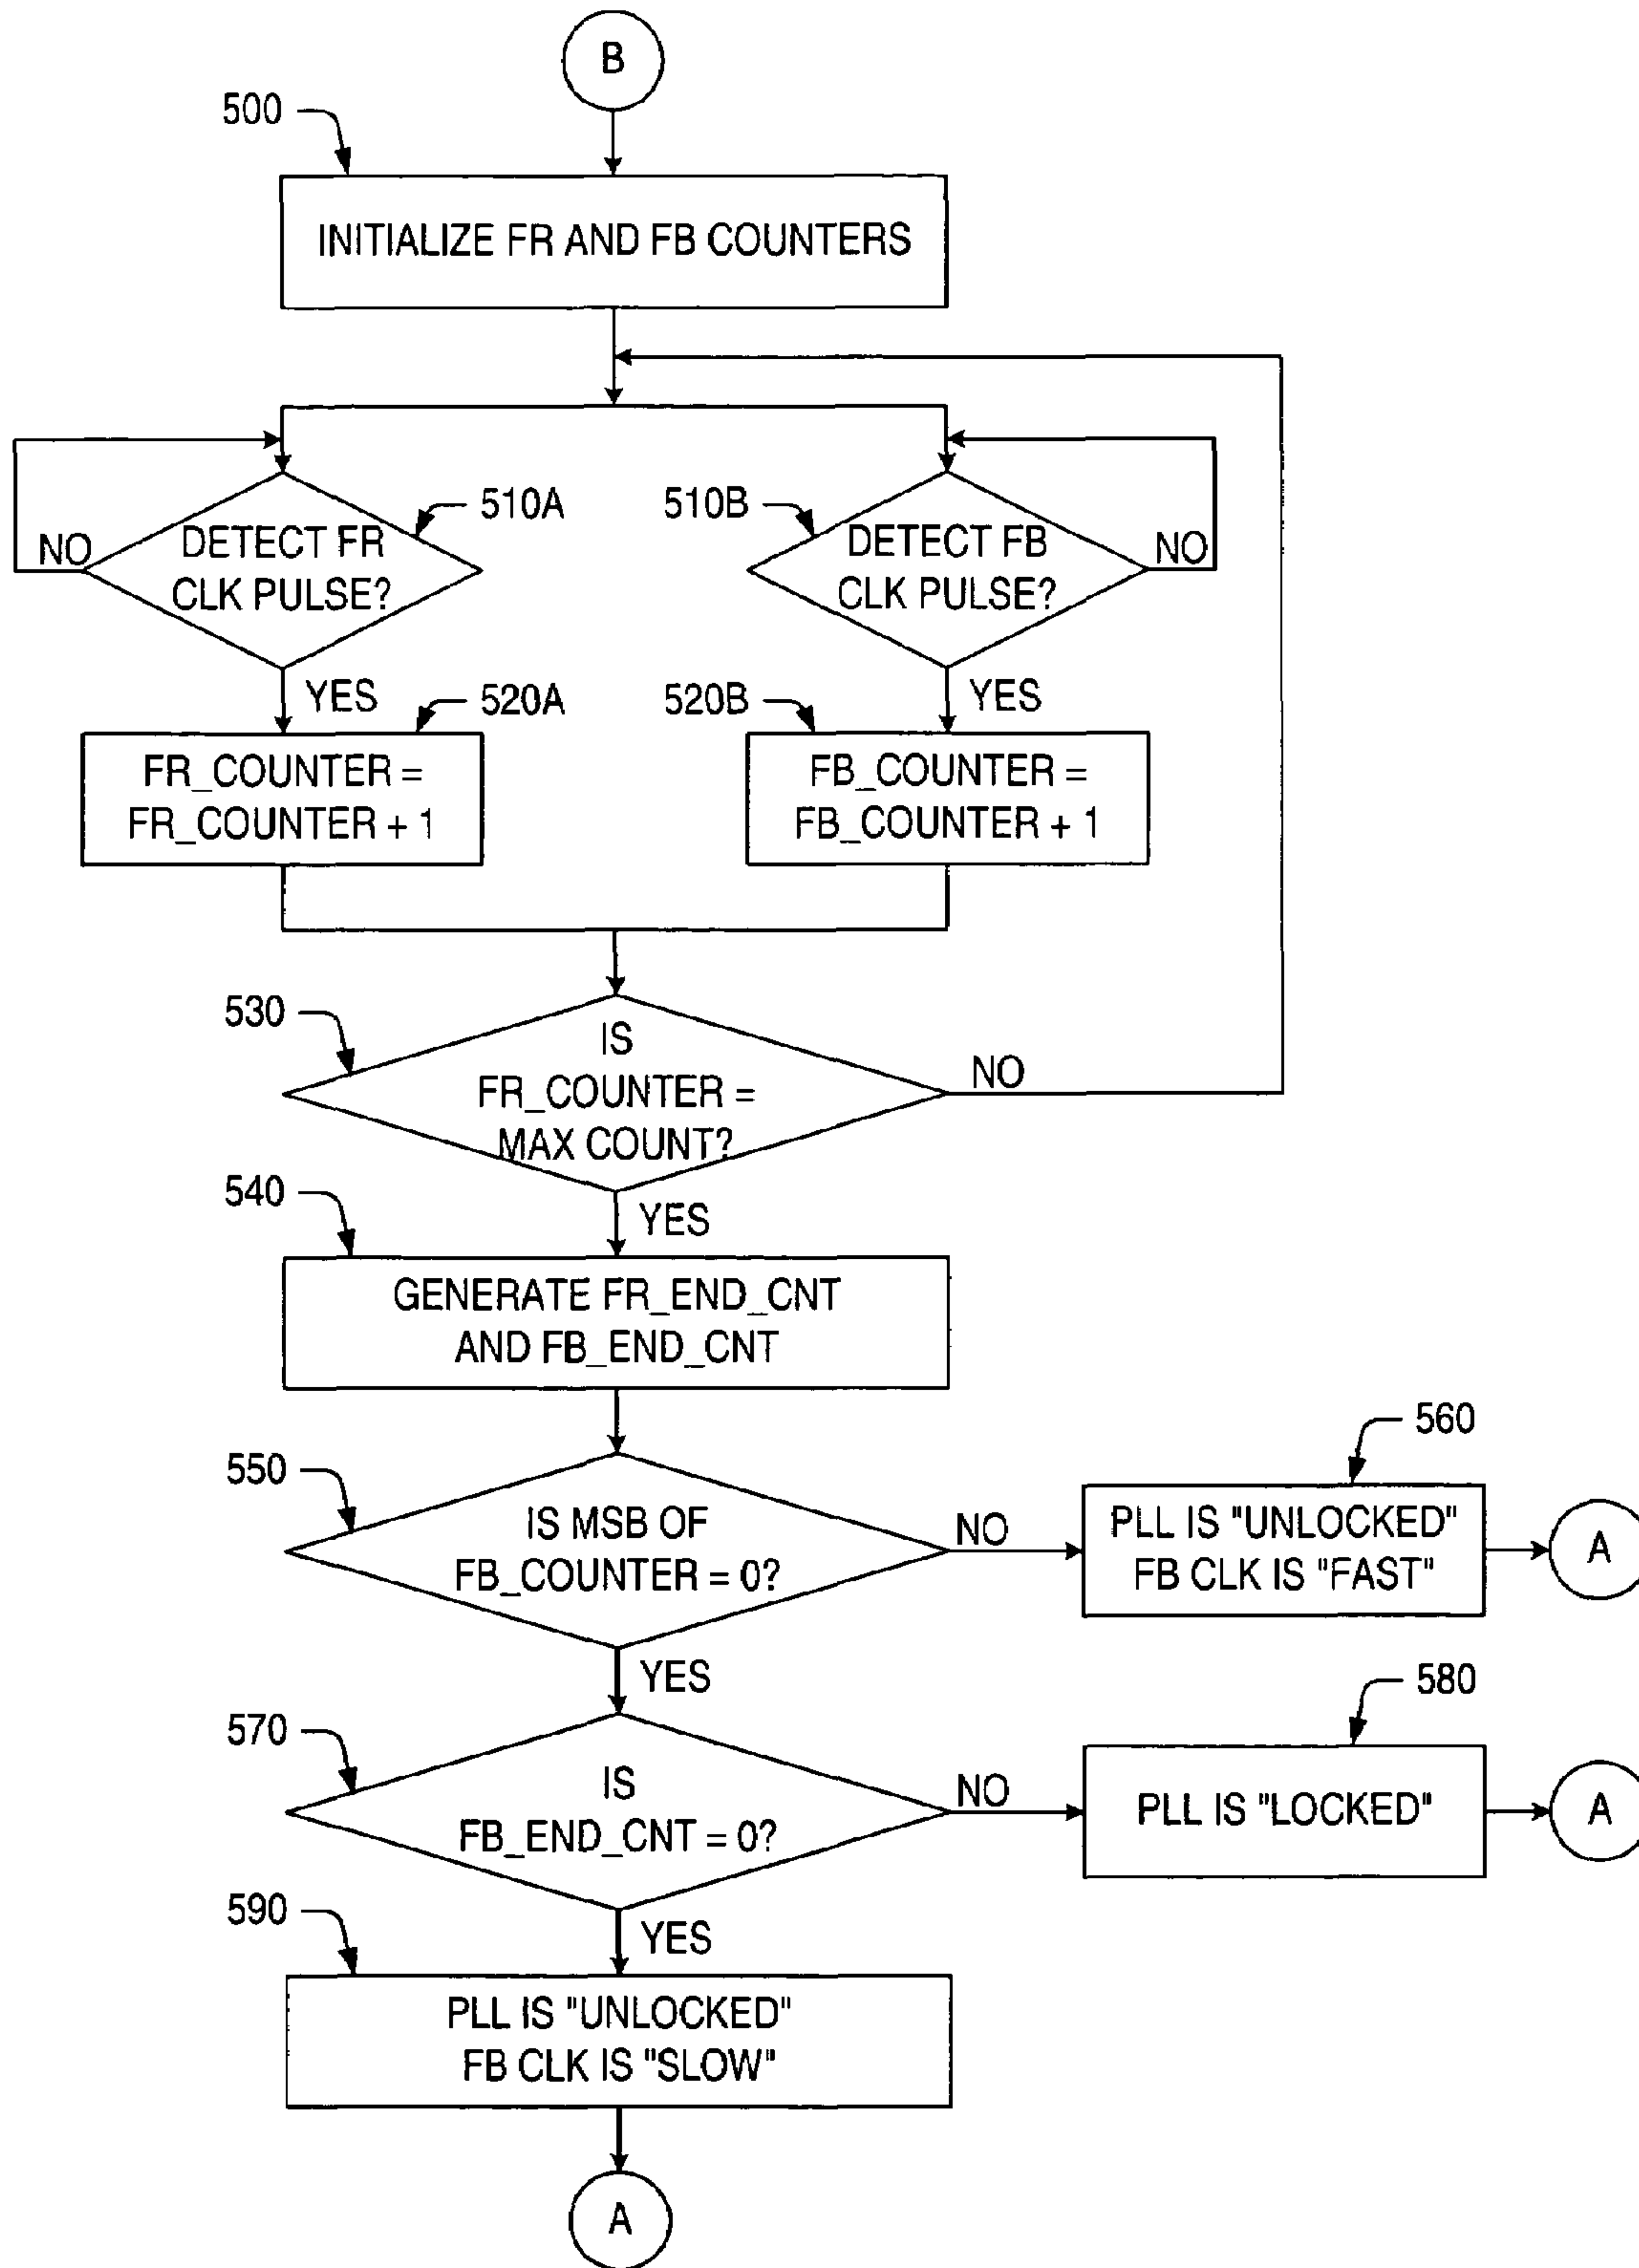 B
500
INITIALIZE FR AND FB COUNTERS
510A
510B
NO
DETECT FR
CLK PULSE?
DETECT FB
CLK PULSE?
NO
YES
520A
520B
YES
FR_COUNTER =
FR_COUNTER + 1
FB_COUNTER =
FB_COUNTER + 1
530
IS
FR_COUNTER =
MAX COUNT?
NO
540
YES
GENERATE FR_END_CNT
AND FB_END_CNT
560
550
IS MSB OF
FB_COUNTER = 0?
NO
PLL IS "UNLOCKED"
FB CLK IS "FAST"
A
YES
580
570
IS
FB_END_CNT = 0?
NO
PLL IS "LOCKED"
A
590
YES
PLL IS "UNLOCKED"
FB CLK IS "SLOW"
A